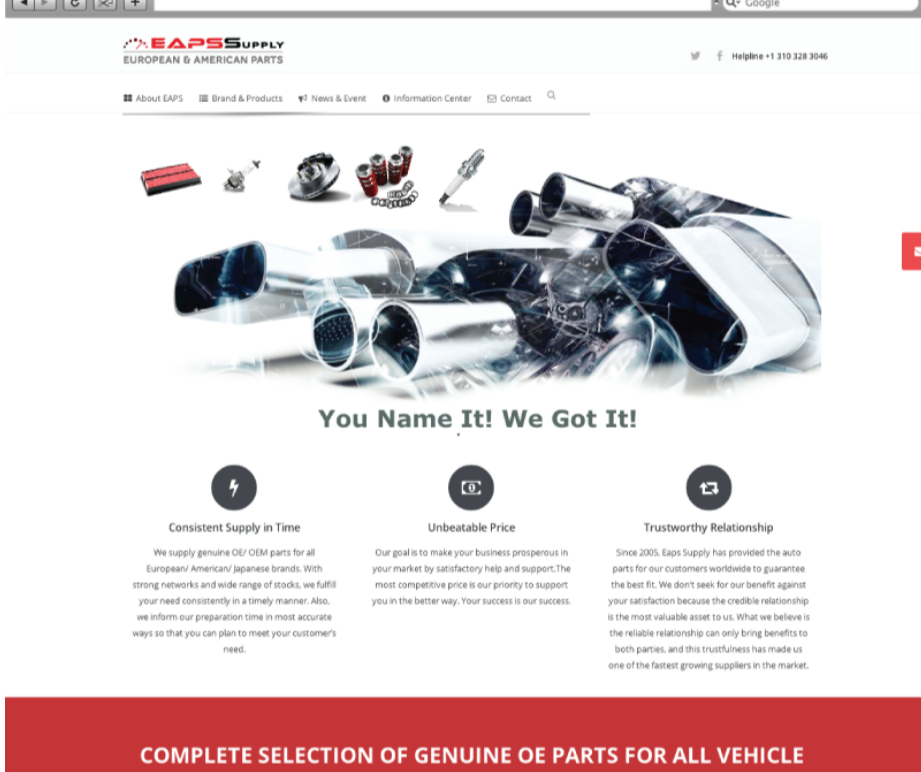 Google
EAPSSUPPLY
EUROPEAN & AMERICAN PARTS
Helpline +1 310 328 3046
About EAPS Brand & Products News & Event Information Center Contact
You Name It! We Got It!
Consistent Supply in Time
We supply genuine OE/ OEM parts for all
European/ American/ Japanese brands. With
strong networks and wide range of stocks, we fulfill
your need consistently in a timely manner. Also,
we inform our preparation time in most accurate
ways so that you can plan to meet your customer's
need.
Unbeatable Price
Our goal is to make your business prosperous in
your market by satisfactory help and support.The
most competitive price is our priority to support
you in the better way. Your success is our success.
Trustworthy Relationship
Since 2005, Eaps Supply has provided the auto
parts for our customers worldwide to guarantee
the best fit. We don't seek for our benefit against
your satisfaction because the credible relationship
is the most valuable asset to us. What we believe is
the reliable relationship can only bring benefits to
both parties, and this trustfulness has made us
one of the fastest growing suppliers in the market.
COMPLETE SELECTION OF GENUINE OE PARTS FOR ALL VEHICLE